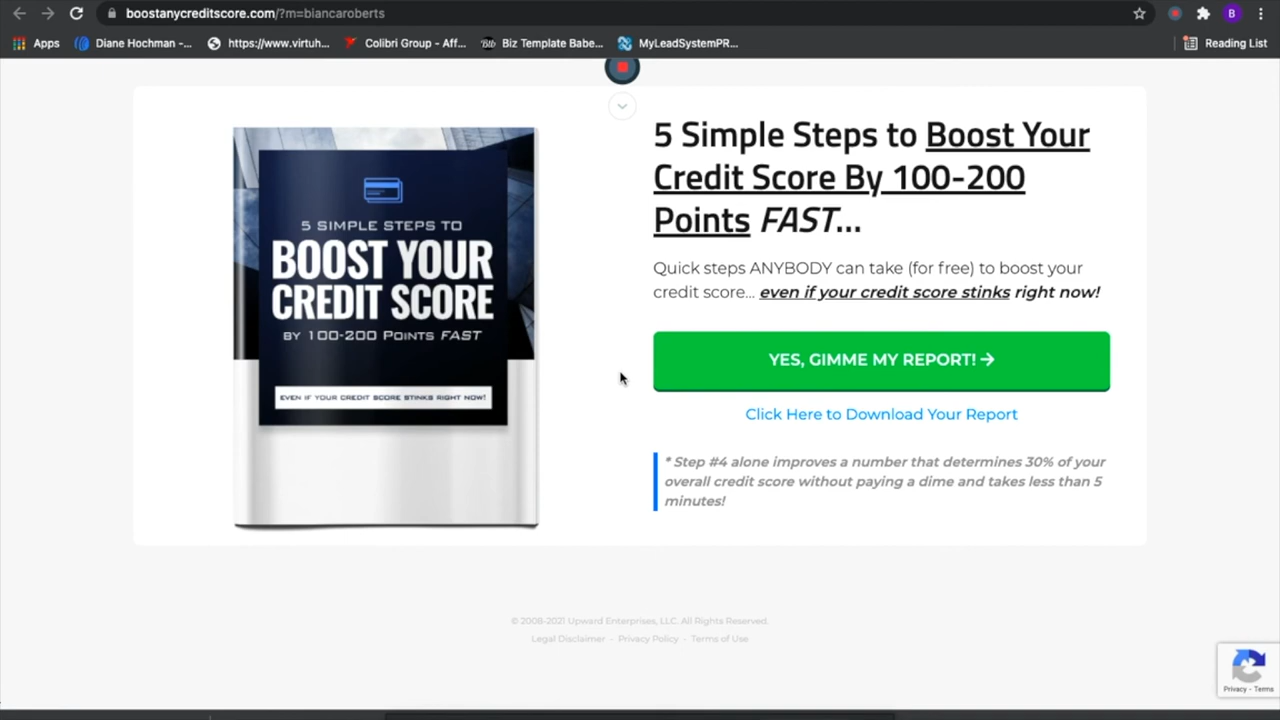 boostanycreditscore.com/?m=biancaroberts
B
Apps
Diane Hochman -...
https://www.virtuh...
Colibri Group - Aff...
Biz Template Babe...
MyLeadSystemPR...
Reading List
5 SIMPLE STEPS TO
BOOST YOUR
CREDIT SCORE
BY 100-200 POINTS FAST
EVEN IF YOUR CREDIT SCORE STINKS RIGHT NOW!
5 Simple Steps to Boost Your
Credit Score By 100-200
Points FAST...
Quick steps ANYBODY can take (for free) to boost your
credit score... even if your credit score stinks right now!
YES, GIMME MY REPORT! →
Click Here to Download Your Report
* Step #4 alone improves a number that determines 30% of your
overall credit score without paying a dime and takes less than 5
minutes!
© 2008-2021 Upward Enterprises, LLC. All Rights Reserved.
Legal Disclaimer - Privacy Policy - Terms of Use
Privacy - Terms